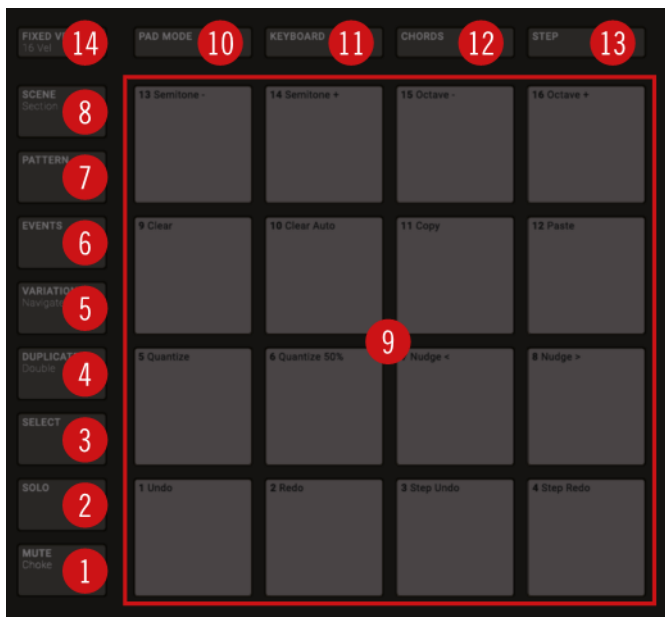 FIXED V 14
16 Vel
PAD MODE 10
KEYBOARD 11
CHORDS 12
STEP 13
SCENE
Section 8
PATTERN 7
EVENTS 6
VARIATION 5
Navigate
DUPLICATE 4
Double
SELECT 3
SOLO 2
MUTE 1
Choke
13 Semitone -
14 Semitone +
15 Octave -
16 Octave +
9 Clear
10 Clear Auto
11 Copy
12 Paste
9
5 Quantize
6 Quantize 50%
Nudge <
8 Nudge >
1 Undo
2 Redo
3 Step Undo
4 Step Redo